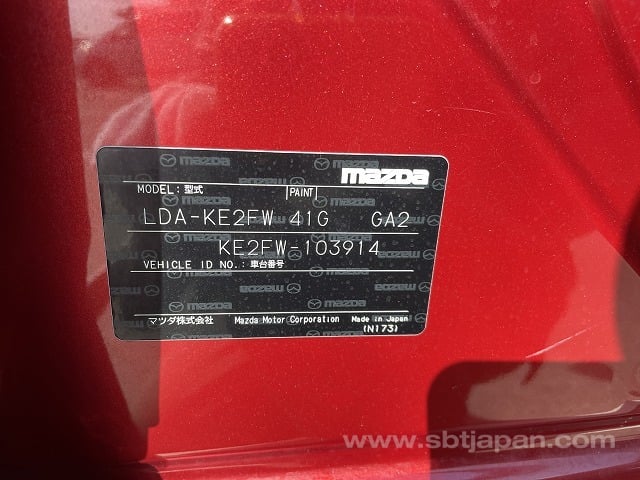 mazda
MODEL:型式 PAINT
LDA-KE2FW 41G GA2
KE2FW-103914
VEHICLE ID NO.:車台番号
マツダ株式会社 Mazda Motor Corporation Made in Japan
(N173)
www.sbtjapan.com